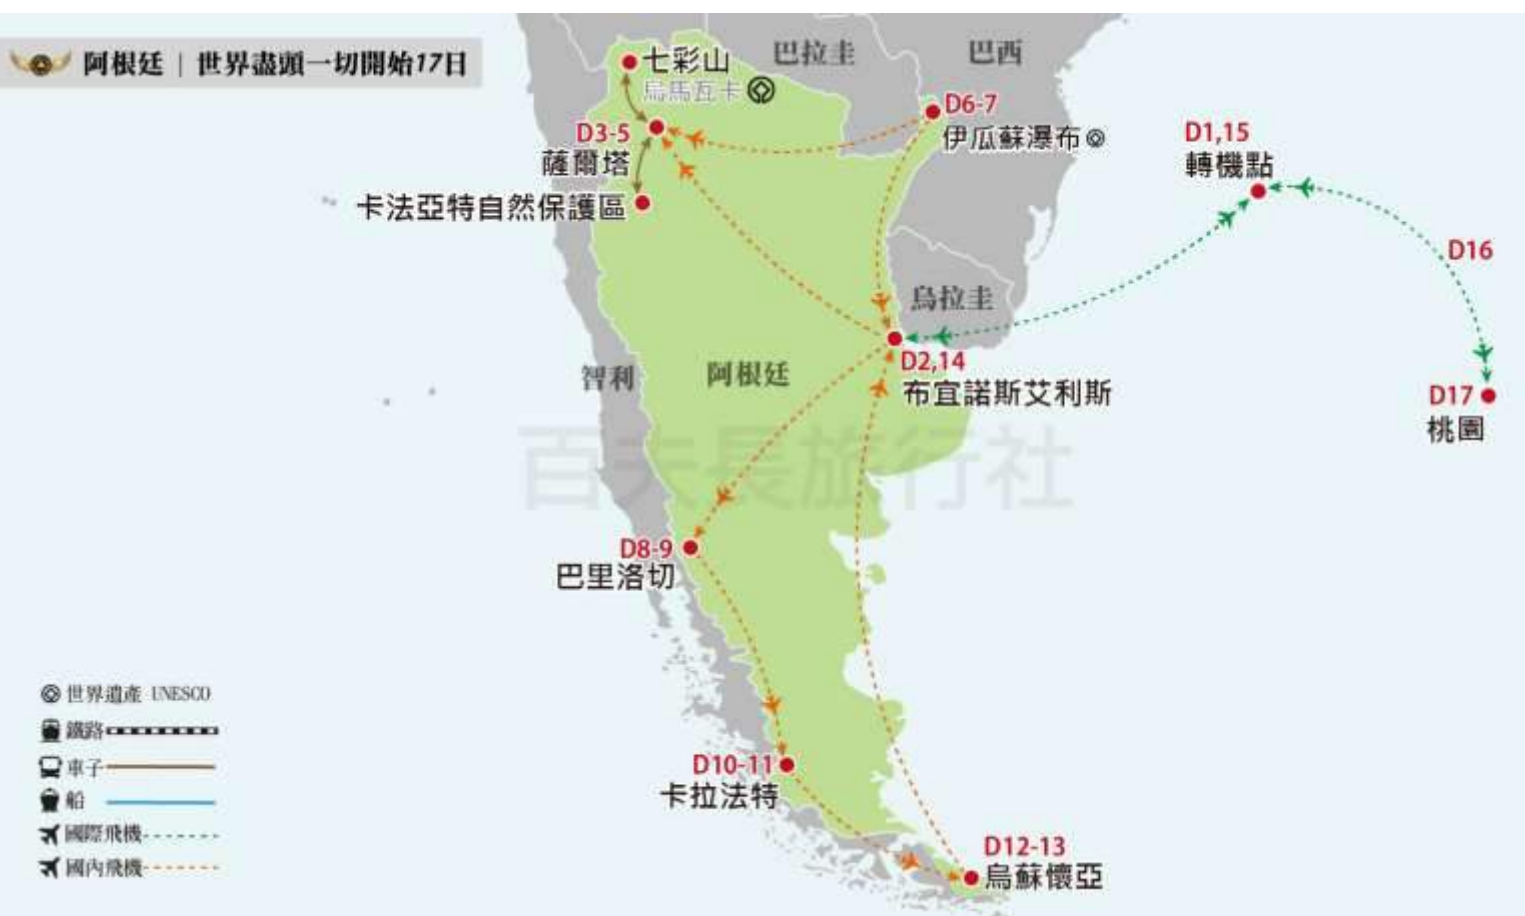 阿根廷 | 世界盡頭一切開始17日
七彩山
烏馬瓦卡
巴拉圭
巴西
D6-7
伊瓜蘇瀑布
D3-5
薩爾塔
卡法亞特自然保護區
D1,15
轉機點
D16
烏拉圭
D2,14
布宜諾斯艾利斯
智利
阿根廷
D17
桃園
百夫長旅行社
D8-9
巴里洛切
D10-11
卡拉法特
D12-13
烏蘇懷亞
世界遺產 UNESCO
鐵路
車子
船
國際飛機
國內飛機